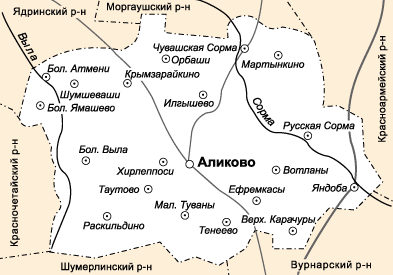 Ядринский р-н
Моргаушский р-н
Выла
Чувашская Сорма
Орбаши
Мартынкино
Бол. Атмени
Шумшеваши
Крымзарайкино
Бол. Ямашево
Илгышево
Сорма
Красноармейский р-н
Русская Сорма
Бол. Выла
Хирлеппоси
Аликово
Вотланы
Таутово
Ефремкасы
Яндоба
Красночетайский р-н
Раскильдино
Мал. Туваны
Тенеево
Верх. Карачуры
Шумерлинский р-н
Вурнарский р-н